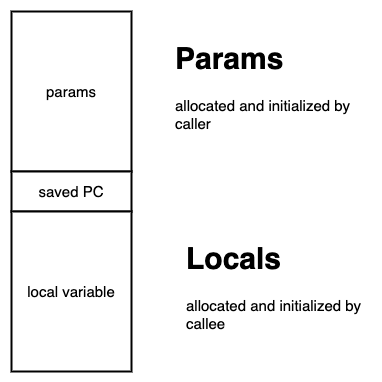 params
saved PC
local variable
Params
allocated and initialized by
caller
Locals
allocated and initialized by
callee